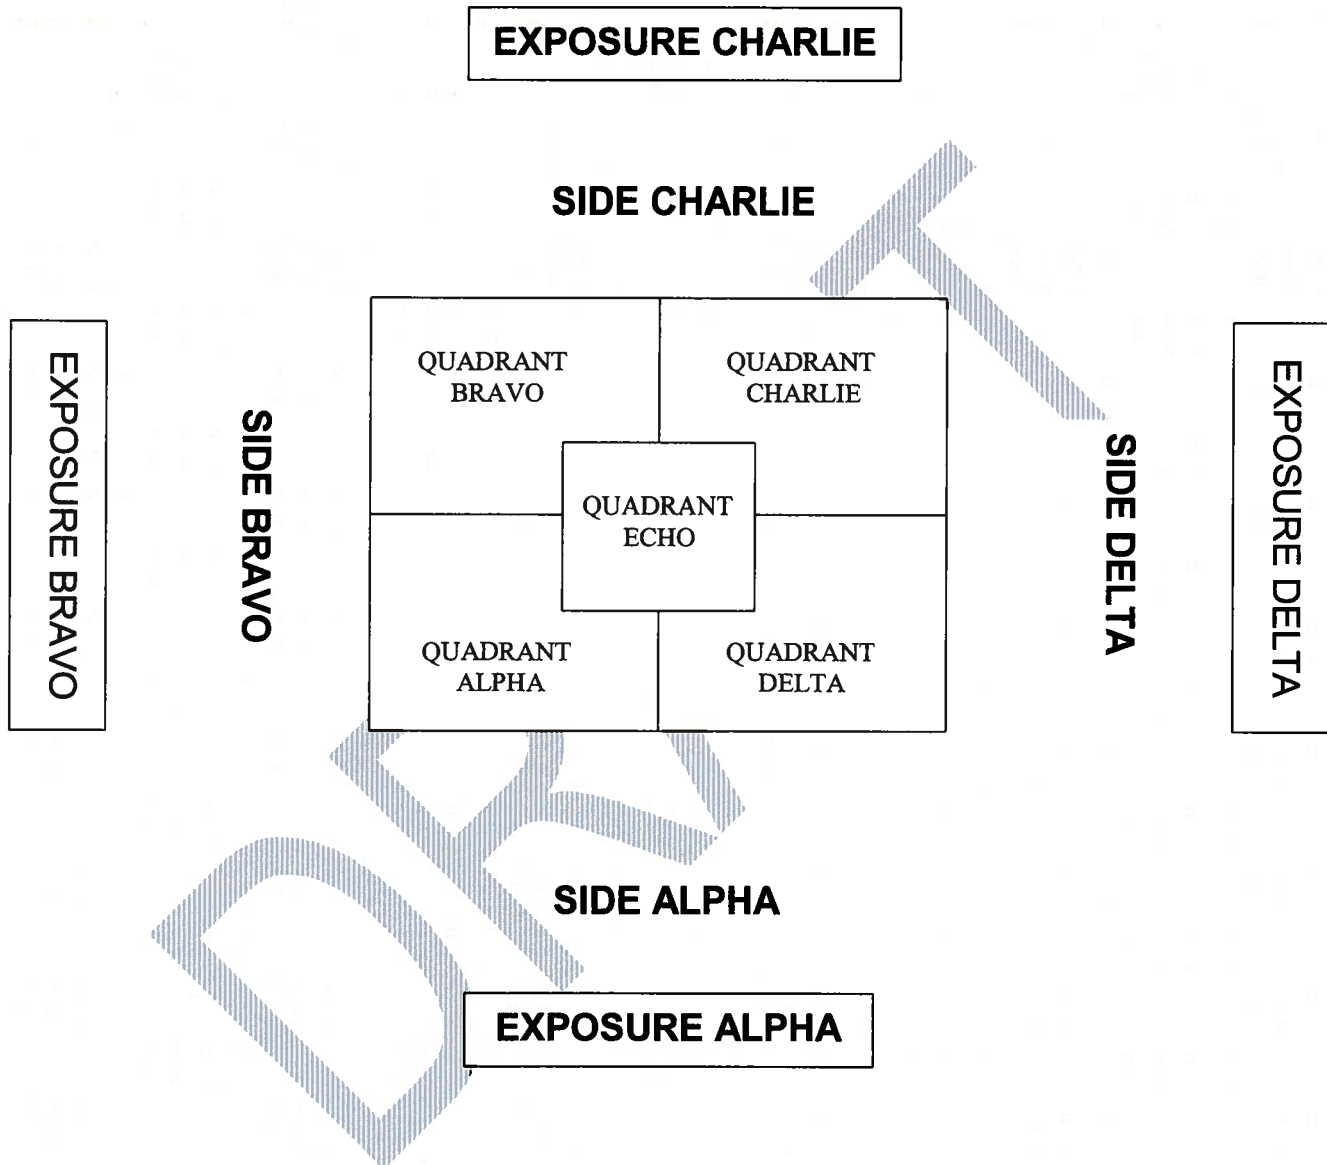 EXPOSURE CHARLIE
SIDE CHARLIE
EXPOSURE BRAVO
SIDE BRAVO
QUADRANT
BRAVO
QUADRANT
CHARLIE
QUADRANT
ECHO
QUADRANT
ALPHA
QUADRANT
DELTA
SIDE DELTA
EXPOSURE DELTA
SIDE ALPHA
EXPOSURE ALPHA